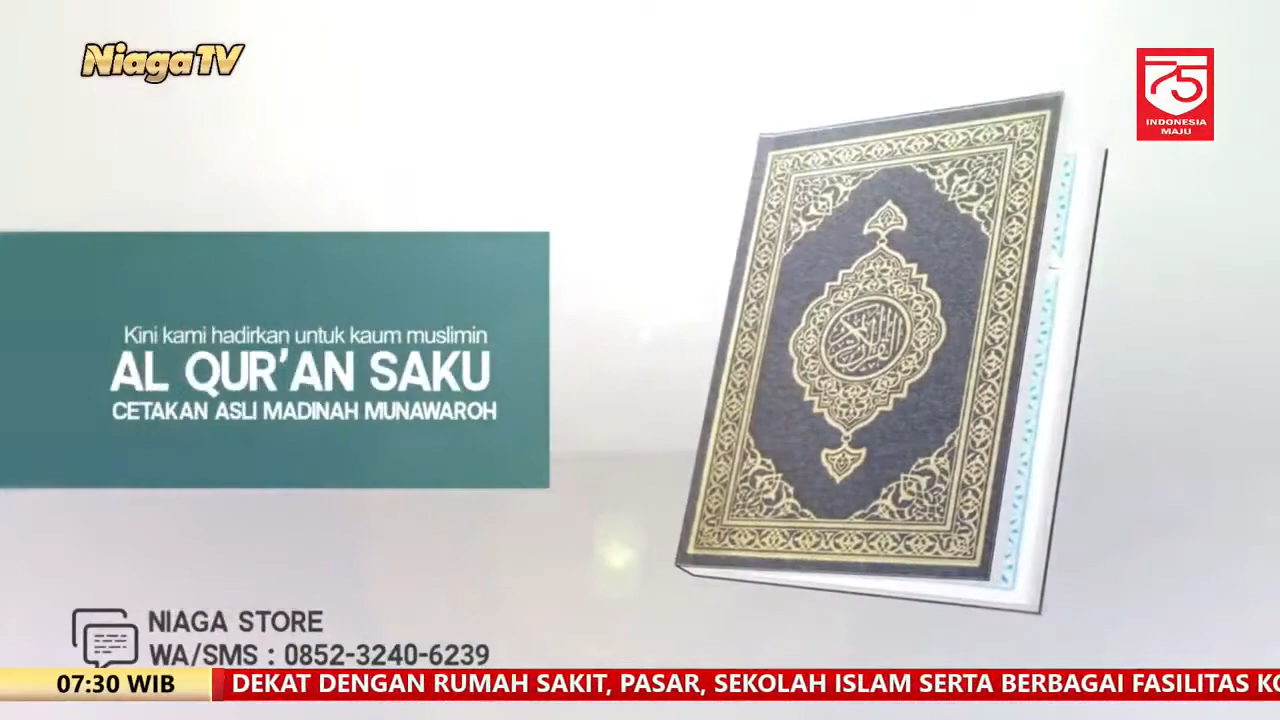 NiagaTV
75
INDONESIA
MAJU
Kini kami hadirkan untuk kaum muslimin
AL QUR'AN SAKU
CETAKAN ASLI MADINAH MUNAWAROH
القرآن الكريم
NIAGA STORE
WA/SMS : 0852-3240-6239
07:30 WIB
DEKAT DENGAN RUMAH SAKIT, PASAR, SEKOLAH ISLAM SERTA BERBAGAI FASILITAS